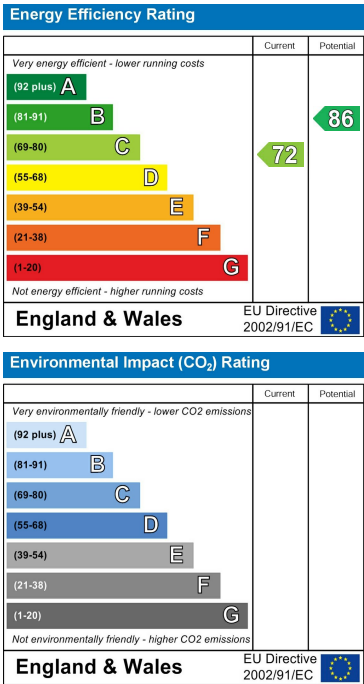 Energy Efficiency Rating
Current Potential
Very energy efficient - lower running costs
(92 plus) A
(81-91) B
86
(69-80) C
72
(55-68) D
(39-54) E
(21-38) F
(1-20) G
Not energy efficient - higher running costs
England & Wales
EU Directive
2002/91/EC
Environmental Impact (CO₂) Rating
Current Potential
Very environmentally friendly - lower CO2 emissions
(92 plus) A
(81-91) B
(69-80) C
(55-68) D
(39-54) E
(21-38) F
(1-20) G
Not environmentally friendly - higher CO2 emissions
England & Wales
EU Directive
2002/91/EC